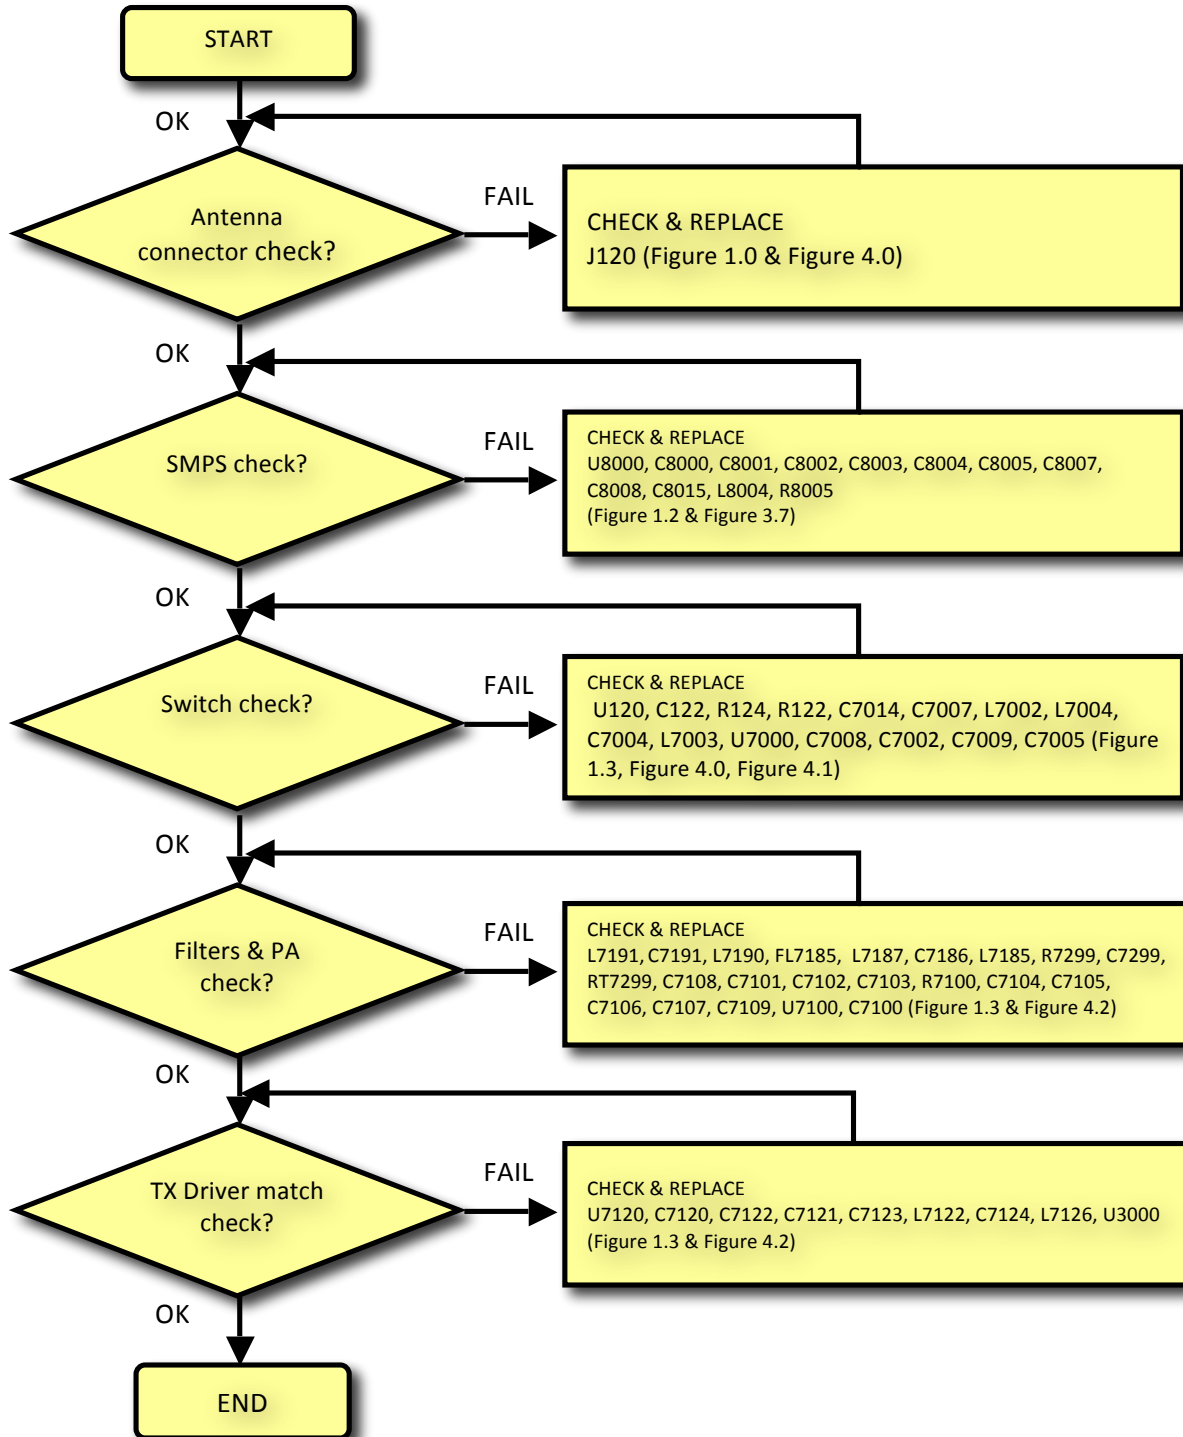 START
OK
Antenna
connector check?
FAIL
CHECK & REPLACE
J120 (Figure 1.0 & Figure 4.0)
OK
SMPS check?
FAIL
CHECK & REPLACE
U8000, C8000, C8001, C8002, C8003, C8004, C8005, C8007,
C8008, C8015, L8004, R8005
(Figure 1.2 & Figure 3.7)
OK
Switch check?
FAIL
CHECK & REPLACE
U120, C122, R124, R122, C7014, C7007, L7002, L7004,
C7004, L7003, U7000, C7008, C7002, C7009, C7005 (Figure
1.3, Figure 4.0, Figure 4.1)
OK
Filters & PA
check?
FAIL
CHECK & REPLACE
L7191, C7191, L7190, FL7185, L7187, C7186, L7185, R7299, C7299,
RT7299, C7108, C7101, C7102, C7103, R7100, C7104, C7105,
C7106, C7107, C7109, U7100, C7100 (Figure 1.3 & Figure 4.2)
OK
TX Driver match
check?
FAIL
CHECK & REPLACE
U7120, C7120, C7122, C7121, C7123, L7122, C7124, L7126, U3000
(Figure 1.3 & Figure 4.2)
OK
END